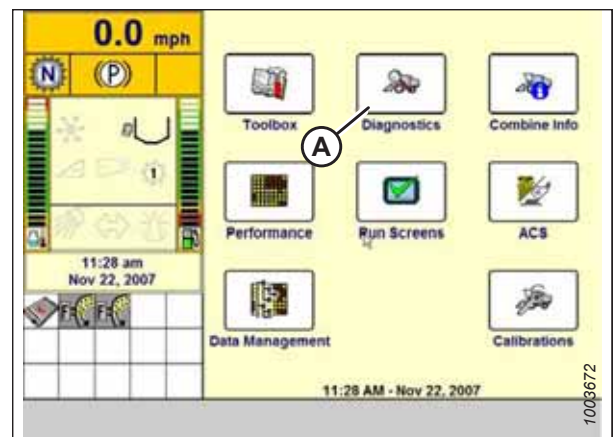 0.0 mph
N
(P)
D
1
11:28 am
Nov 22, 2007
F
F
Toolbox
Diagnostics
Combine Info
A
Performance
Run Screens
ACS
Data Management
Calibrations
11:28 AM - Nov 22, 2007
1003672